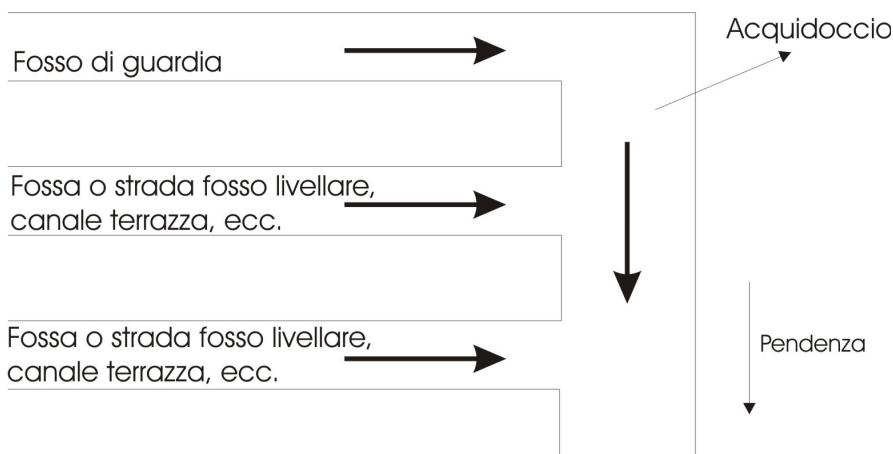 Acquidoccio
Fosso di guardia
Fossa o strada fosso livellare,
canale terrazza, ecc.
Fossa o strada fosso livellare,
canale terrazza, ecc.
Pendenza